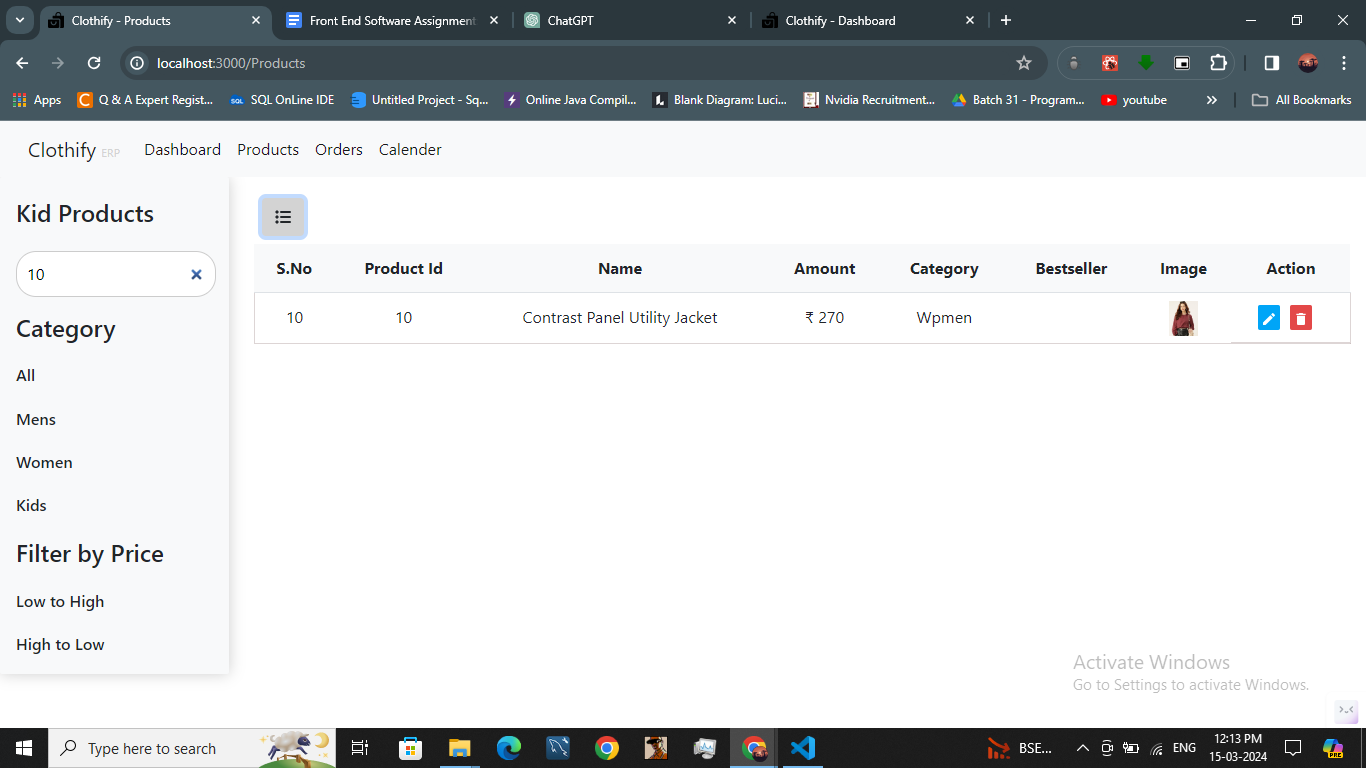 Clothify - Products
Front End Software Assignment
ChatGPT
Clothify - Dashboard
localhost:3000/Products
Apps
Q & A Expert Regist...
SQL OnLine IDE
Untitled Project - Sq...
Online Java Compil...
Blank Diagram: Luci...
Nvidia Recruitment...
Batch 31 - Program...
youtube
All Bookmarks
Clothify ERP
Dashboard
Products
Orders
Calender
Kid Products
10
Category
All
Mens
Women
Kids
Filter by Price
Low to High
High to Low
S.No Product Id Name Amount Category Bestseller Image Action
10 10 Contrast Panel Utility Jacket ₹ 270 Wpmen
Activate Windows
Go to Settings to activate Windows.
Type here to search
BSE...
ENG
12:13 PM
15-03-2024